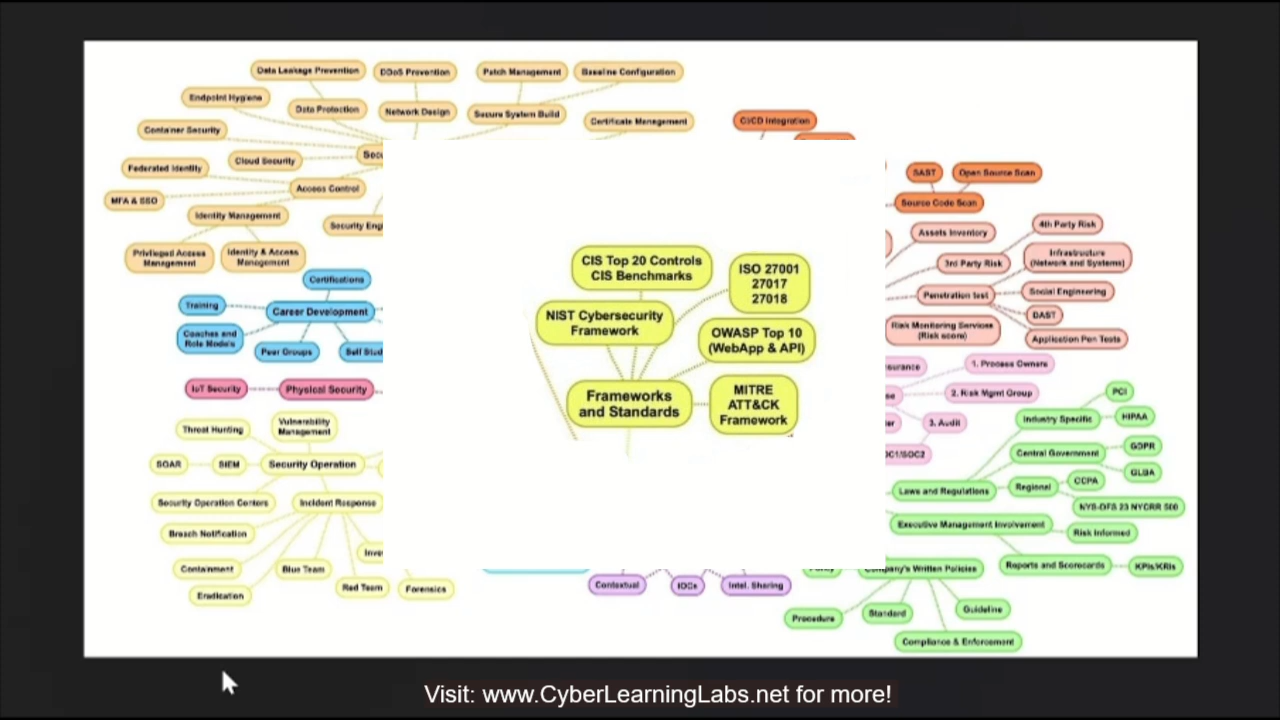 Data Leakage Prevention
DDoS Prevention
Patch Management
Baseline Configuration
Endpoint Hygiene
Data Protection
Network Design
Secure System Build
Certificate Management
CI/CD Integration
Container Security
Federated Identity
Cloud Security
Secu
Access Control
MFA & SSO
Identity Management
Security Eng
Privileged Access
Management
Identity & Access
Management
SAST
Open Source Scan
Source Code Scan
Assets Inventory
4th Party Risk
3rd Party Risk
Infrastructure
(Network and Systems)
Penetration test
Social Engineering
DAST
Risk Monitoring Services
(Risk score)
Application Pen Tests
Certifications
Training
Career Development
Coaches and
Role Models
Peer Groups
Self Stud
IoT Security
Physical Security
CIS Top 20 Controls
CIS Benchmarks
ISO 27001
27017
27018
NIST Cybersecurity
Framework
OWASP Top 10
(WebApp & API)
Frameworks
and Standards
MITRE
ATT&CK
Framework
surance
1. Process Owners
2. Risk Mgmt Group
3. Audit
OC1/SOC2
Threat Hunting
Vulnerability
Management
SOAR
SIEM
Security Operation
Security Operation Centers
Incident Response
Breach Notification
Inve
Containment
Blue Team
Eradication
Red Team
Forensics
PCI
Industry Specific
HIPAA
Central Government
GDPR
GLBA
Laws and Regulations
Regional
CCPA
NYS-DFS 23 NYCRR 500
Executive Management Involvement
Risk Informed
Company's Written Policies
Reports and Scorecards
KPIs/KRIs
Contextual
IOCs
Intel. Sharing
Procedure
Standard
Guideline
Compliance & Enforcement
Visit: www.CyberLearningLabs.net for more!